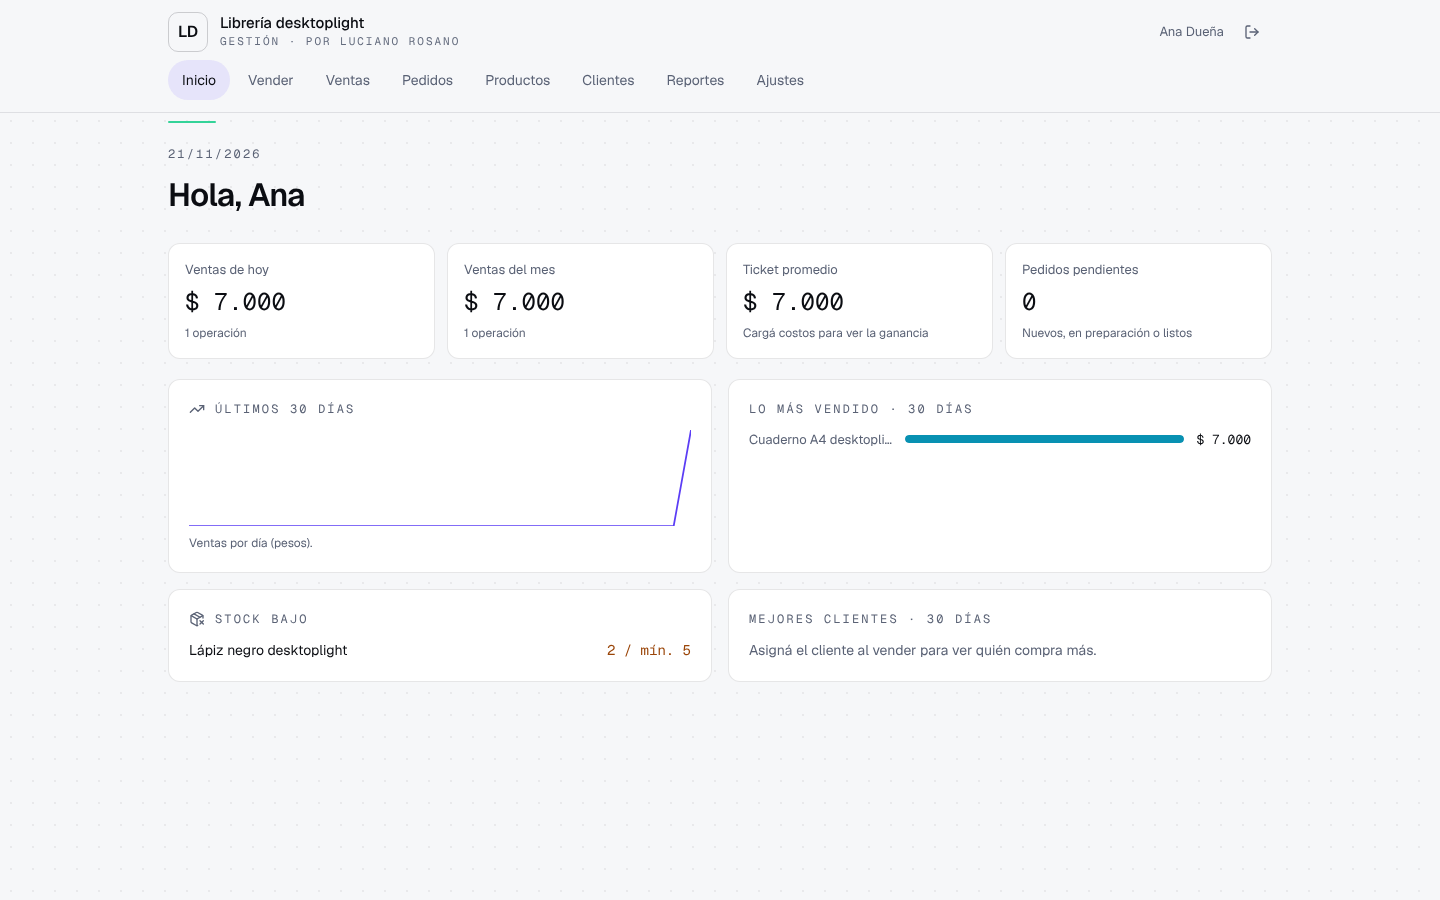 LD
Librería desktoplight
GESTIÓN · POR LUCIANO ROSANO
Ana Dueña
Inicio
Vender
Ventas
Pedidos
Productos
Clientes
Reportes
Ajustes
21/11/2026
Hola, Ana
Ventas de hoy
$ 7.000
1 operación
Ventas del mes
$ 7.000
1 operación
Ticket promedio
$ 7.000
Cargá costos para ver la ganancia
Pedidos pendientes
0
Nuevos, en preparación o listos
ÚLTIMOS 30 DÍAS
Ventas por día (pesos).
LO MÁS VENDIDO · 30 DÍAS
Cuaderno A4 desktopli…
$ 7.000
STOCK BAJO
Lápiz negro desktoplight
2 / mín. 5
MEJORES CLIENTES · 30 DÍAS
Asigná el cliente al vender para ver quién compra más.